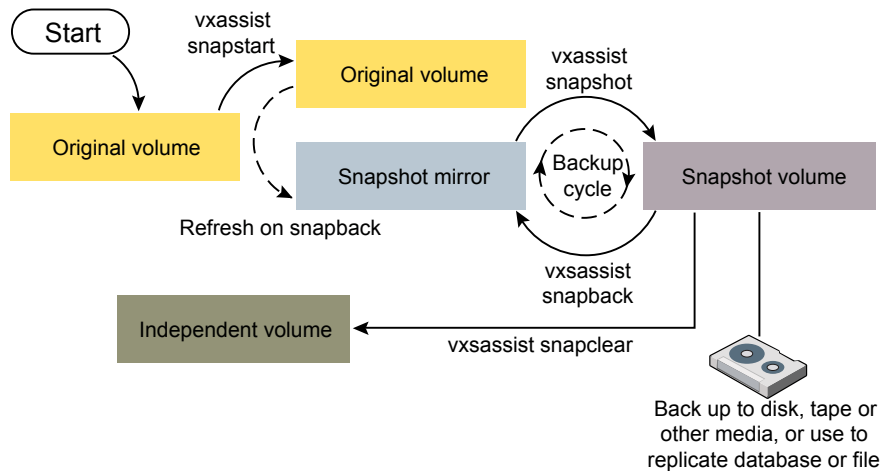 Start
vxassist
snapstart
Original volume
vxassist
snapshot
Original volume
Snapshot mirror
Backup
cycle
Snapshot volume
Refresh on snapback
vxsassist
snapback
Independent volume
vxsassist snapclear
Back up to disk, tape or
other media, or use to
replicate database or file